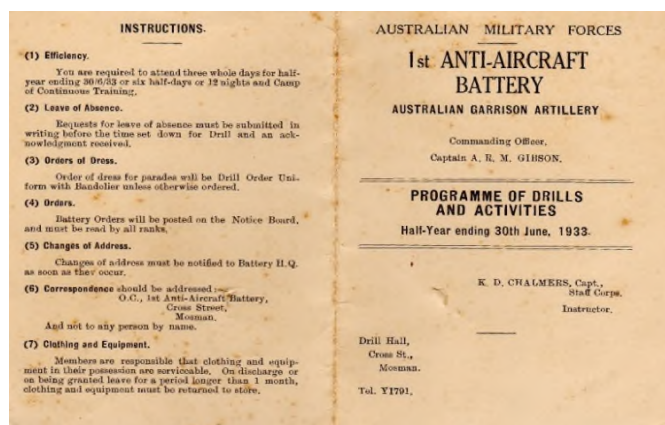 INSTRUCTIONS.
(1) Efficiency.
You are required to attend three whole days for half-
year ending 30/6/33 or six half-days or 12 nights and Camp
of Continuous Training.
(2) Leave of Absence.
Requests for leave of absence must be submitted in
writing before the time set down for Drill and an ack-
nowledgment received.
(3) Orders of Dress.
Order of dress for parades will be Drill Order Uni-
form with Bandolier unless otherwise ordered.
(4) Orders.
Battery Orders will be posted on the Notice Board,
and must be read by all ranks.
(5) Changes of Address.
Changes of address must be notified to Battery H.Q.
as soon as they occur.
(6) Correspondence should be addressed:—
O.C., 1st Anti-Aircraft Battery,
Cross Street,
Mosman.
And not to any person by name.
(7) Clothing and Equipment.
Members are responsible that clothing and equip-
ment in their possession are serviceable. On discharge or
on being granted leave for a period longer than 1 month,
clothing and equipment must be returned to store.
AUSTRALIAN MILITARY FORCES
1st ANTI-AIRCRAFT
BATTERY
AUSTRALIAN GARRISON ARTILLERY
Commanding Officer,
Captain A. R. M. GIBSON.
PROGRAMME OF DRILLS
AND ACTIVITIES
Half-Year ending 30th June, 1933.
K. D. CHALMERS, Capt.,
Staff Corps,
Instructor.
Drill Hall,
Cross St.,
Mosman.
Tel. Y1791.